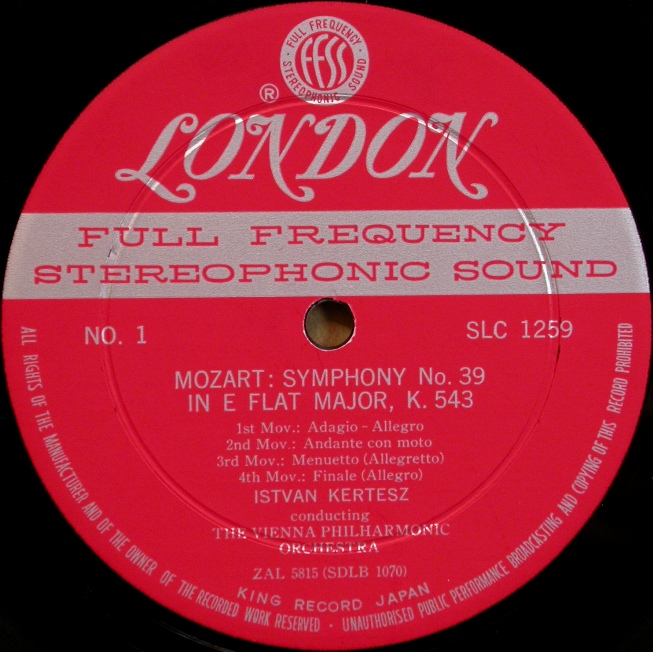 FULL FREQUENCY
FFSS
STEREOPHONIC SOUND
®
LONDON
FULL FREQUENCY
STEREOPHONIC SOUND
NO. 1
SLC 1259
MOZART: SYMPHONY No. 39
IN E FLAT MAJOR, K. 543
1st Mov.: Adagio - Allegro
2nd Mov.: Andante con moto
3rd Mov.: Menuetto (Allegretto)
4th Mov.: Finale (Allegro)
ISTVAN KERTESZ
conducting
THE VIENNA PHILHARMONIC
ORCHESTRA
ZAL 5815 (SDLB 1070)
KING RECORD JAPAN
ALL RIGHTS OF THE MANUFACTURER AND OF THE OWNER OF THE RECORDED WORK RESERVED - UNAUTHORISED PUBLIC PERFORMANCE BROADCASTING AND COPYING OF THIS RECORD PROHIBITED